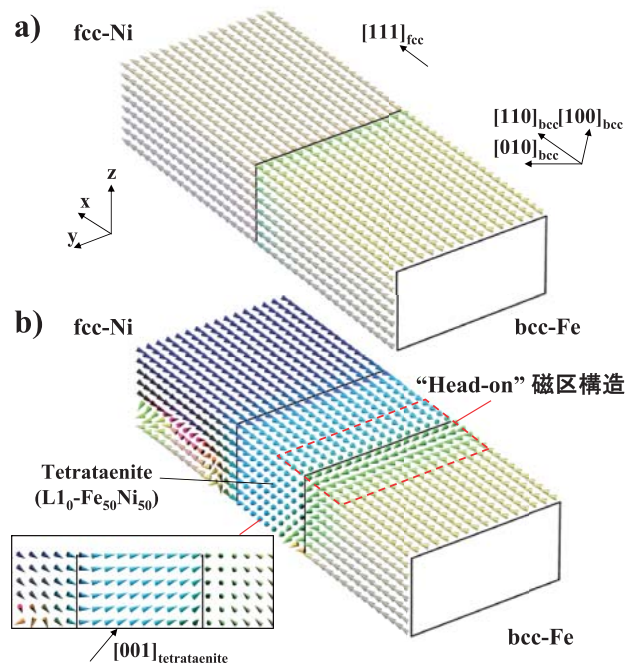 a)
fcc-Ni
[111]fcc
[110]bcc [100]bcc
[010]bcc
z
x
y
bcc-Fe
b)
fcc-Ni
“Head-on” 磁区構造
Tetrataenite
(L1₀-Fe₅₀Ni₅₀)
[001]tetrataenite
bcc-Fe